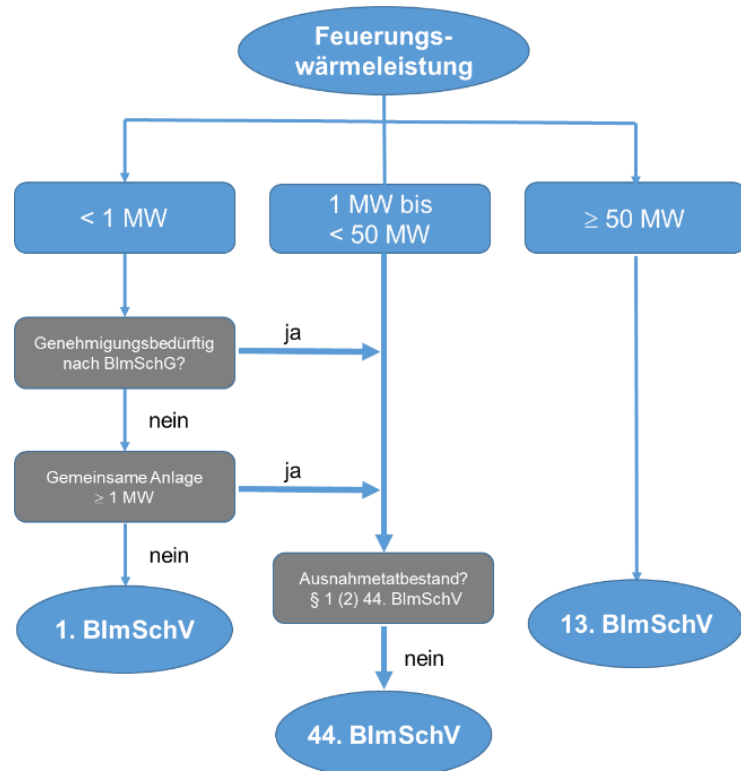 Feuerungs-
wärmeleistung
< 1 MW
1 MW bis
< 50 MW
≥ 50 MW
Genehmigungsbedürftig
nach BImSchG?
ja
nein
Gemeinsame Anlage
≥ 1 MW
ja
nein
Ausnahmetatbestand?
§ 1 (2) 44. BImSchV
nein
1. BImSchV
13. BImSchV
44. BImSchV